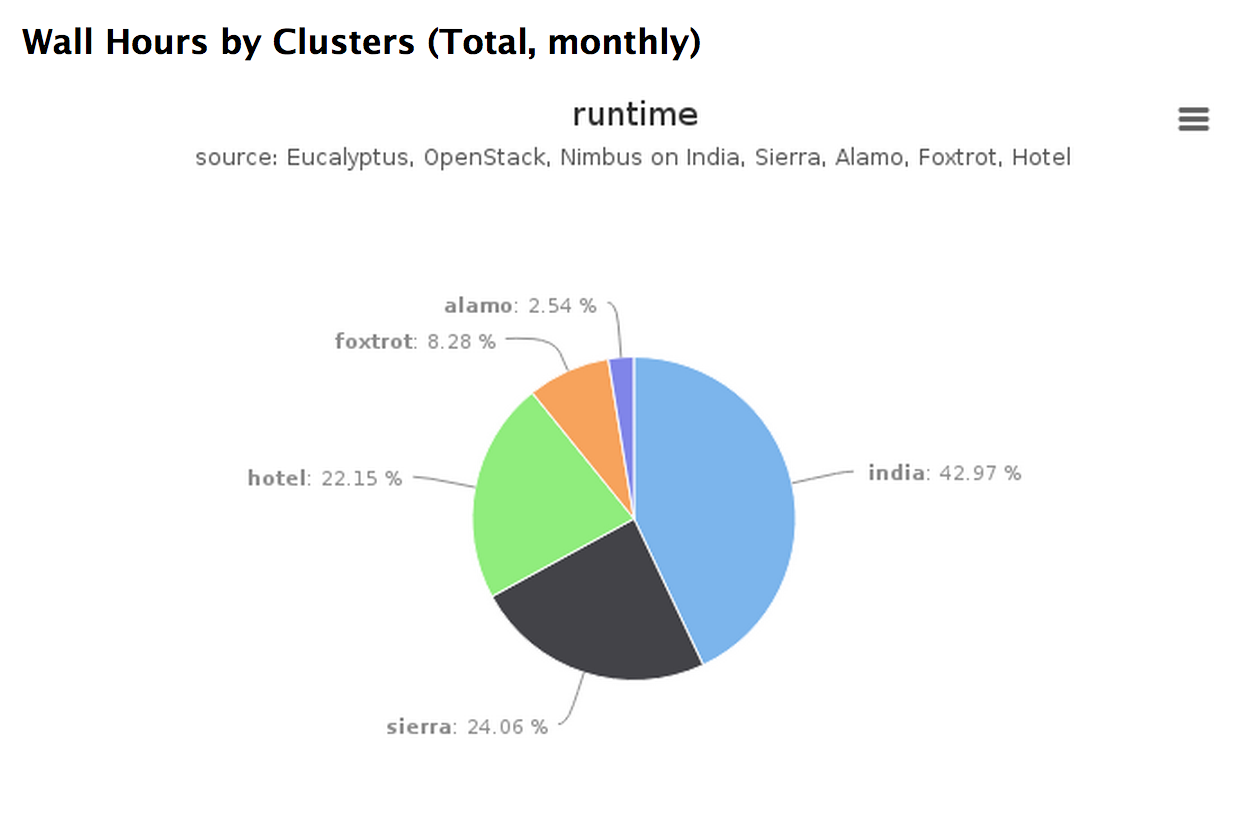 Wall Hours by Clusters (Total, monthly)
runtime
source: Eucalyptus, OpenStack, Nimbus on India, Sierra, Alamo, Foxtrot, Hotel
alamo: 2.54 %
foxtrot: 8.28 %
hotel: 22.15 %
india: 42.97 %
sierra: 24.06 %